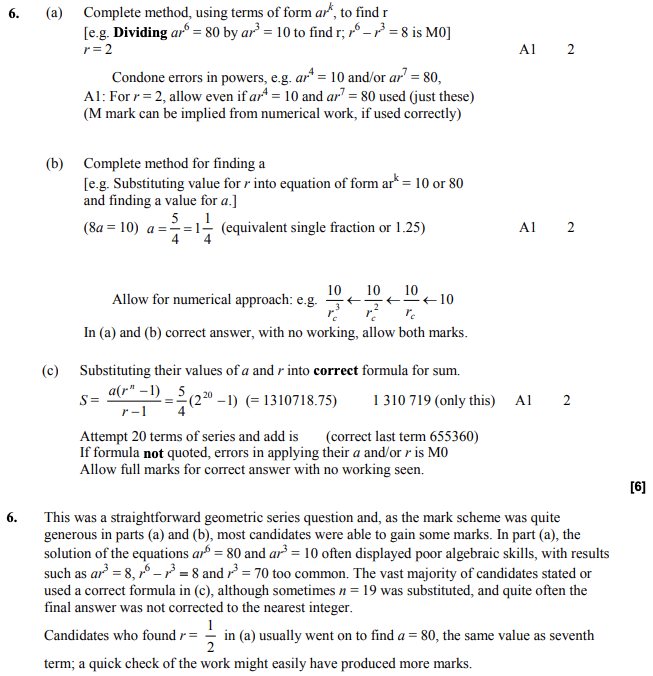 6. (a) Complete method, using terms of form ar^k, to find r
[e.g. Dividing ar^6 = 80 by ar^3 = 10 to find r; r^6 – r^3 = 8 is M0]
r = 2 A1 2
Condone errors in powers, e.g. ar^4 = 10 and/or ar^7 = 80,
A1: For r = 2, allow even if ar^4 = 10 and ar^7 = 80 used (just these)
(M mark can be implied from numerical work, if used correctly)
(b) Complete method for finding a
[e.g. Substituting value for r into equation of form ar^k = 10 or 80
and finding a value for a.]
(8a = 10) a = 5/4 = 1 1/4 (equivalent single fraction or 1.25) A1 2
Allow for numerical approach: e.g. 10/r_c^3 ← 10/r_c^2 ← 10/r_c ← 10
In (a) and (b) correct answer, with no working, allow both marks.
(c) Substituting their values of a and r into correct formula for sum.
S = a(r^n – 1)/(r – 1) = 5/4 (2^20 – 1) (= 1310718.75) 1 310 719 (only this) A1 2
Attempt 20 terms of series and add is (correct last term 655360)
If formula not quoted, errors in applying their a and/or r is M0
Allow full marks for correct answer with no working seen.
[6]
6. This was a straightforward geometric series question and, as the mark scheme was quite
generous in parts (a) and (b), most candidates were able to gain some marks. In part (a), the
solution of the equations ar^6 = 80 and ar^3 = 10 often displayed poor algebraic skills, with results
such as ar^3 = 8, r^6 – r^3 = 8 and r^3 = 70 too common. The vast majority of candidates stated or
used a correct formula in (c), although sometimes n = 19 was substituted, and quite often the
final answer was not corrected to the nearest integer.
Candidates who found r = 1/2 in (a) usually went on to find a = 80, the same value as seventh
term; a quick check of the work might easily have produced more marks.